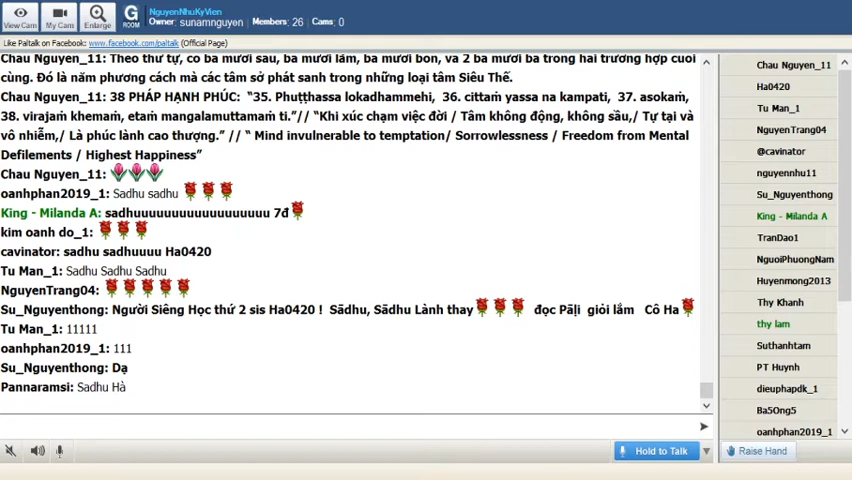 View Cam
My Cam
Enlarge
G
ROOM
NguyenNhuKyVien
Owner: sunamnguyen Members: 26 Cams: 0
Like Paltalk on Facebook: www.facebook.com/paltalk (Official Page)
Chau Nguyen_11: Theo thứ tự, có ba mươi sáu, ba mươi lăm, ba mươi bốn, và 2 ba mươi ba trong hai trường hợp cuối
cùng. Đó là năm phương cách mà các tâm sở phát sanh trong những loại tâm Siêu Thế.
Chau Nguyen_11: 38 PHÁP HẠNH PHÚC: “35. Phuṭṭhassa lokadhammehi, 36. cittaṃ yassa na kampati, 37. asokaṃ,
38. virajaṃ khemaṃ, etaṃ mangalamuttamaṃ ti.”// “Khi xúc chạm việc đời / Tâm không động, không sầu,/ Tự tại và
vô nhiễm,/ Là phúc lành cao thượng.” // “ Mind invulnerable to temptation/ Sorrowlessness / Freedom from Mental
Defilements / Highest Happiness”
Chau Nguyen_11:
oanhphan2019_1: Sadhu sadhu
King - Milanda A: sadhuuuuuuuuuuuuuuuuuu 7đ
kim oanh do_1:
cavinator: sadhu sadhuuuu Ha0420
Tu Man_1: Sadhu Sadhu Sadhu
NguyenTrang04:
Su_Nguyenthong: Người Siêng Học thứ 2 sis Ha0420 ! Sādhu, Sādhu Lành thay đọc Pāḷi giỏi lắm Cô Ha
Tu Man_1: 11111
oanhphan2019_1: 111
Su_Nguyenthong: Dạ
Pannaramsi: Sadhu Hà
Chau Nguyen_11
Ha0420
Tu Man_1
NguyenTrang04
@cavinator
nguyennhu11
Su_Nguyenthong
King - Milanda A
TranDao1
NguoiPhuongNam
Huyenmong2013
Thy Khanh
thy lam
Suthanhtam
PT Huynh
dieuphapdk_1
Ba5Ong5
oanhphan2019_1
Hold to Talk
Raise Hand